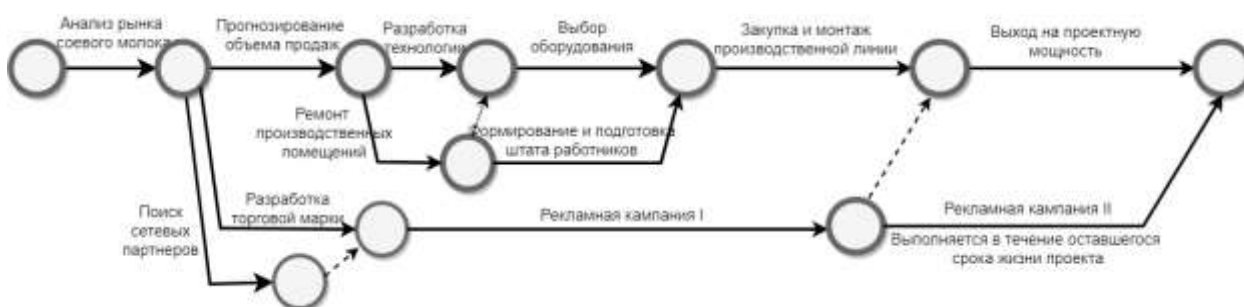 Анализ рынка
соевого молока
Прогнозирование
объема продаж
Разработка
технологии
Выбор
оборудования
Закупка и монтаж
производственной линии
Выход на проектную
мощность
Ремонт
производственных
помещений
Формирование и подготовка
штата работников
Разработка
торговой марки
Поиск
сетевых
партнеров
Рекламная кампания I
Рекламная кампания II
Выполняется в течение оставшегося
срока жизни проекта